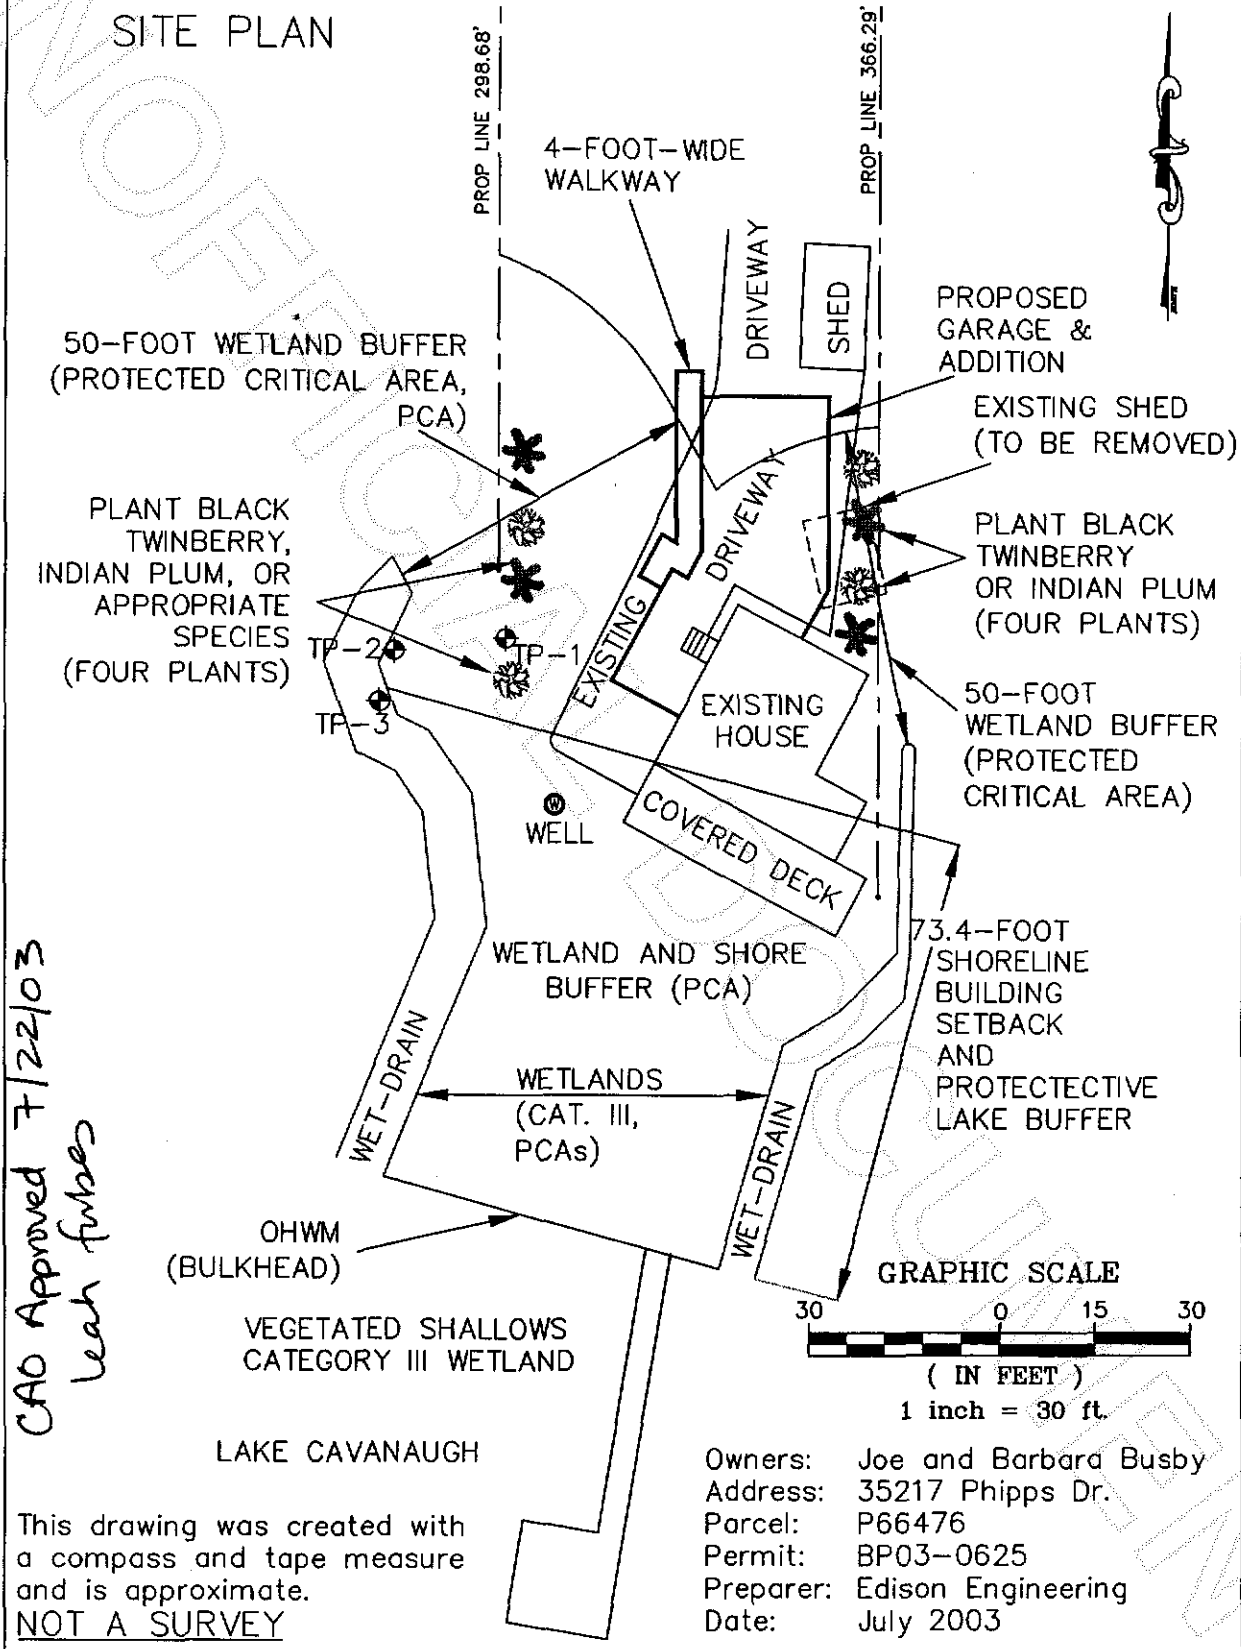 SITE PLAN
PROP LINE 298.68'
PROP LINE 366.29'
4-FOOT-WIDE
WALKWAY
DRIVEWAY
SHED
PROPOSED
GARAGE &
ADDITION
50-FOOT WETLAND BUFFER
(PROTECTED CRITICAL AREA,
PCA)
EXISTING SHED
(TO BE REMOVED)
PLANT BLACK
TWINBERRY,
INDIAN PLUM, OR
APPROPRIATE
SPECIES
(FOUR PLANTS)
PLANT BLACK
TWINBERRY
OR INDIAN PLUM
(FOUR PLANTS)
EXISTING DRIVEWAY
TP-1
TP-2
TP-3
EXISTING
HOUSE
50-FOOT
WETLAND BUFFER
(PROTECTED
CRITICAL AREA)
W
WELL
COVERED DECK
WETLAND AND SHORE
BUFFER (PCA)
73.4-FOOT
SHORELINE
BUILDING
SETBACK
AND
PROTECTECTIVE
LAKE BUFFER
WET-DRAIN
WETLANDS
(CAT. III,
PCAs)
WET-DRAIN
OHWM
(BULKHEAD)
CAO Approved 7/22/03
Leah Forbes
VEGETATED SHALLOWS
CATEGORY III WETLAND
LAKE CAVANAUGH
GRAPHIC SCALE
30 0 15 30
( IN FEET )
1 inch = 30 ft.
This drawing was created with
a compass and tape measure
and is approximate.
NOT A SURVEY
Owners: Joe and Barbara Busby
Address: 35217 Phipps Dr.
Parcel: P66476
Permit: BP03-0625
Preparer: Edison Engineering
Date: July 2003
UNOFFICIAL DOCUMENT